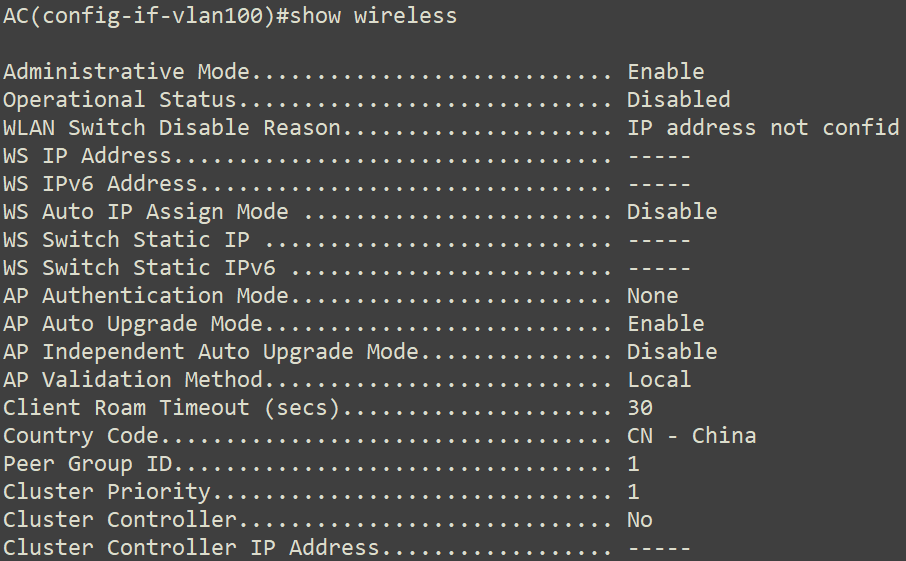 AC(config-if-vlan100)#show wireless
Administrative Mode............................ Enable
Operational Status............................. Disabled
WLAN Switch Disable Reason..................... IP address not confid
WS IP Address.................................. -----
WS IPv6 Address................................ -----
WS Auto IP Assign Mode ........................ Disable
WS Switch Static IP ........................... -----
WS Switch Static IPv6 ......................... -----
AP Authentication Mode......................... None
AP Auto Upgrade Mode........................... Enable
AP Independent Auto Upgrade Mode............... Disable
AP Validation Method........................... Local
Client Roam Timeout (secs)..................... 30
Country Code................................... CN - China
Peer Group ID.................................. 1
Cluster Priority............................... 1
Cluster Controller............................. No
Cluster Controller IP Address.................. -----